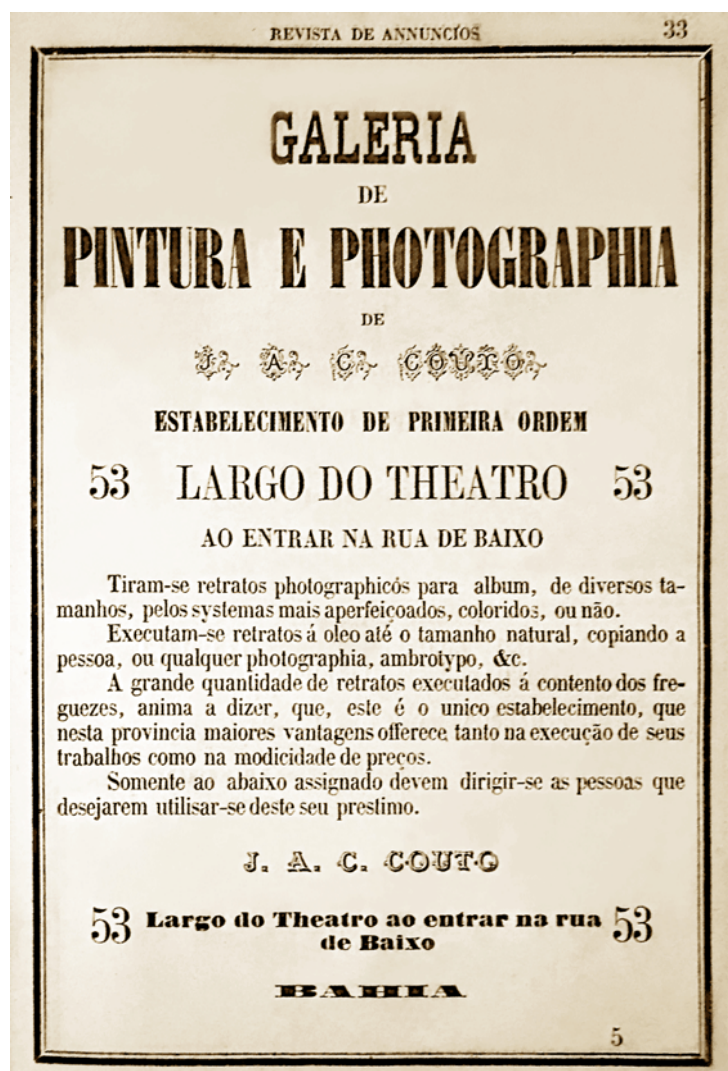 REVISTA DE ANNUNCIOS 33
GALERIA
DE
PINTURA E PHOTOGRAPHIA
DE
J. A. C. COUTO
ESTABELECIMENTO DE PRIMEIRA ORDEM
53 LARGO DO THEATRO 53
AO ENTRAR NA RUA DE BAIXO
Tiram-se retratos photographicos para album, de diversos ta-
manhos, pelos systemas mais aperfeiçoados, coloridos, ou não.
Executam-se retratos á oleo até o tamanho natural, copiando a
pessoa, ou qualquer photographia, ambrotypo, &c.
A grande quantidade de retratos executados á contento dos fre-
guezes, anima a dizer, que, este é o unico estabelecimento, que
nesta provincia maiores vantagens offerece tanto na execução de seus
trabalhos como na modicidade de preços.
Somente ao abaixo assignado devem dirigir-se as pessoas que
desejarem utilisar-se deste seu prestimo.
J. A. C. COUTO
53 Largo do Theatro ao entrar na rua 53
de Baixo
BAHIA
5